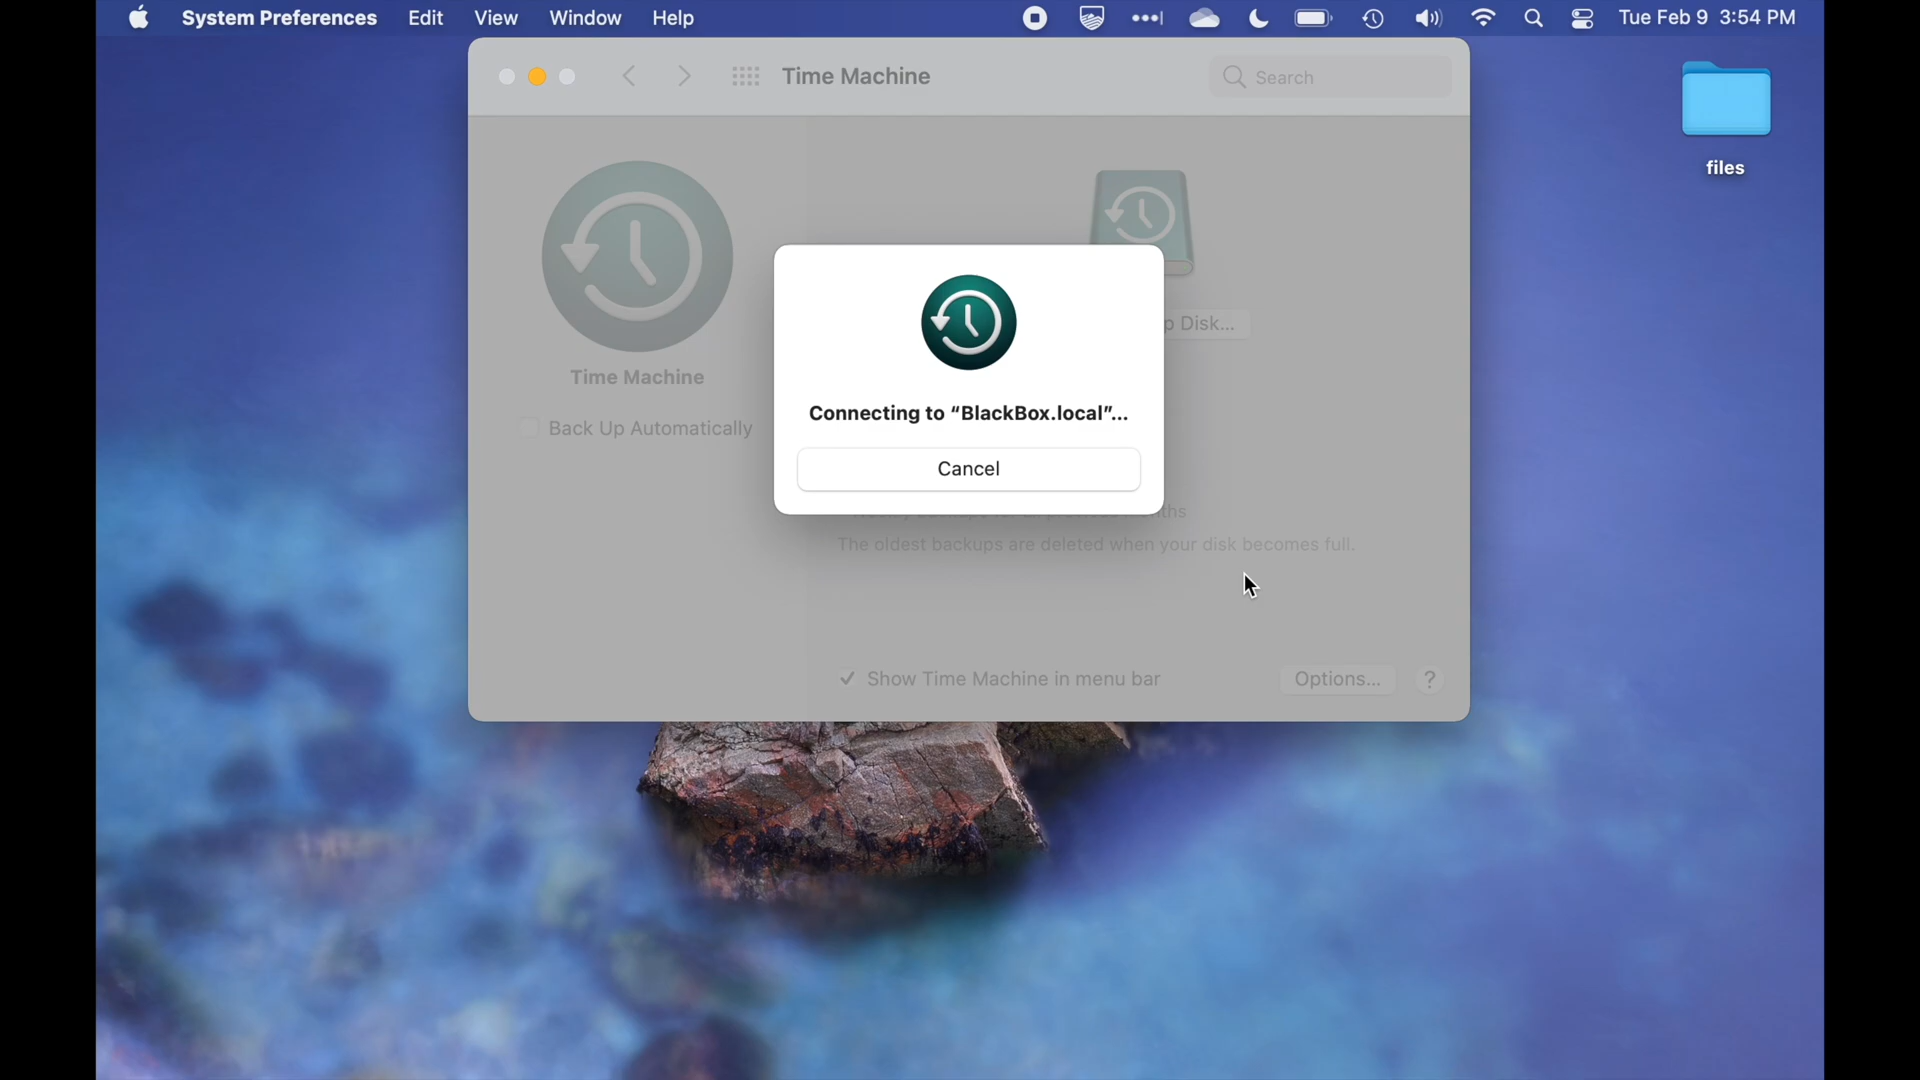 System Preferences Edit View Window Help Tue Feb 9 3:54 PM
Time Machine Search
files
p Disk...
Time Machine
Connecting to “BlackBox.local”...
Back Up Automatically
Cancel
The oldest backups are deleted when your disk becomes full.
Show Time Machine in menu bar Options... ?